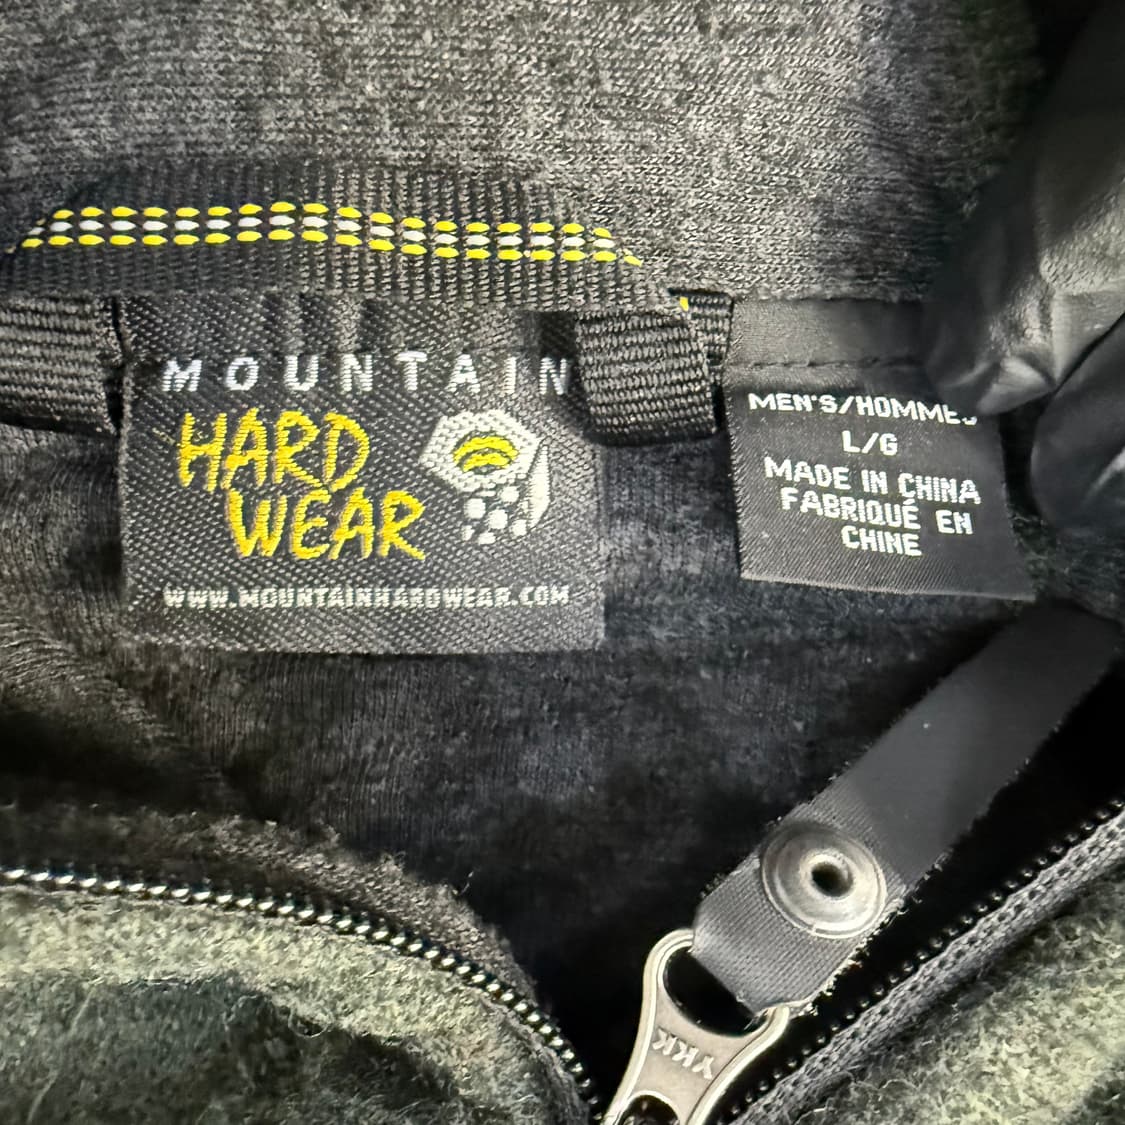 MOUNTAIN
HARD
WEAR
WWW.MOUNTAINHARDWEAR.COM
MEN'S/HOMMES
L/G
MADE IN CHINA
FABRIQUÉ EN
CHINE
YKK